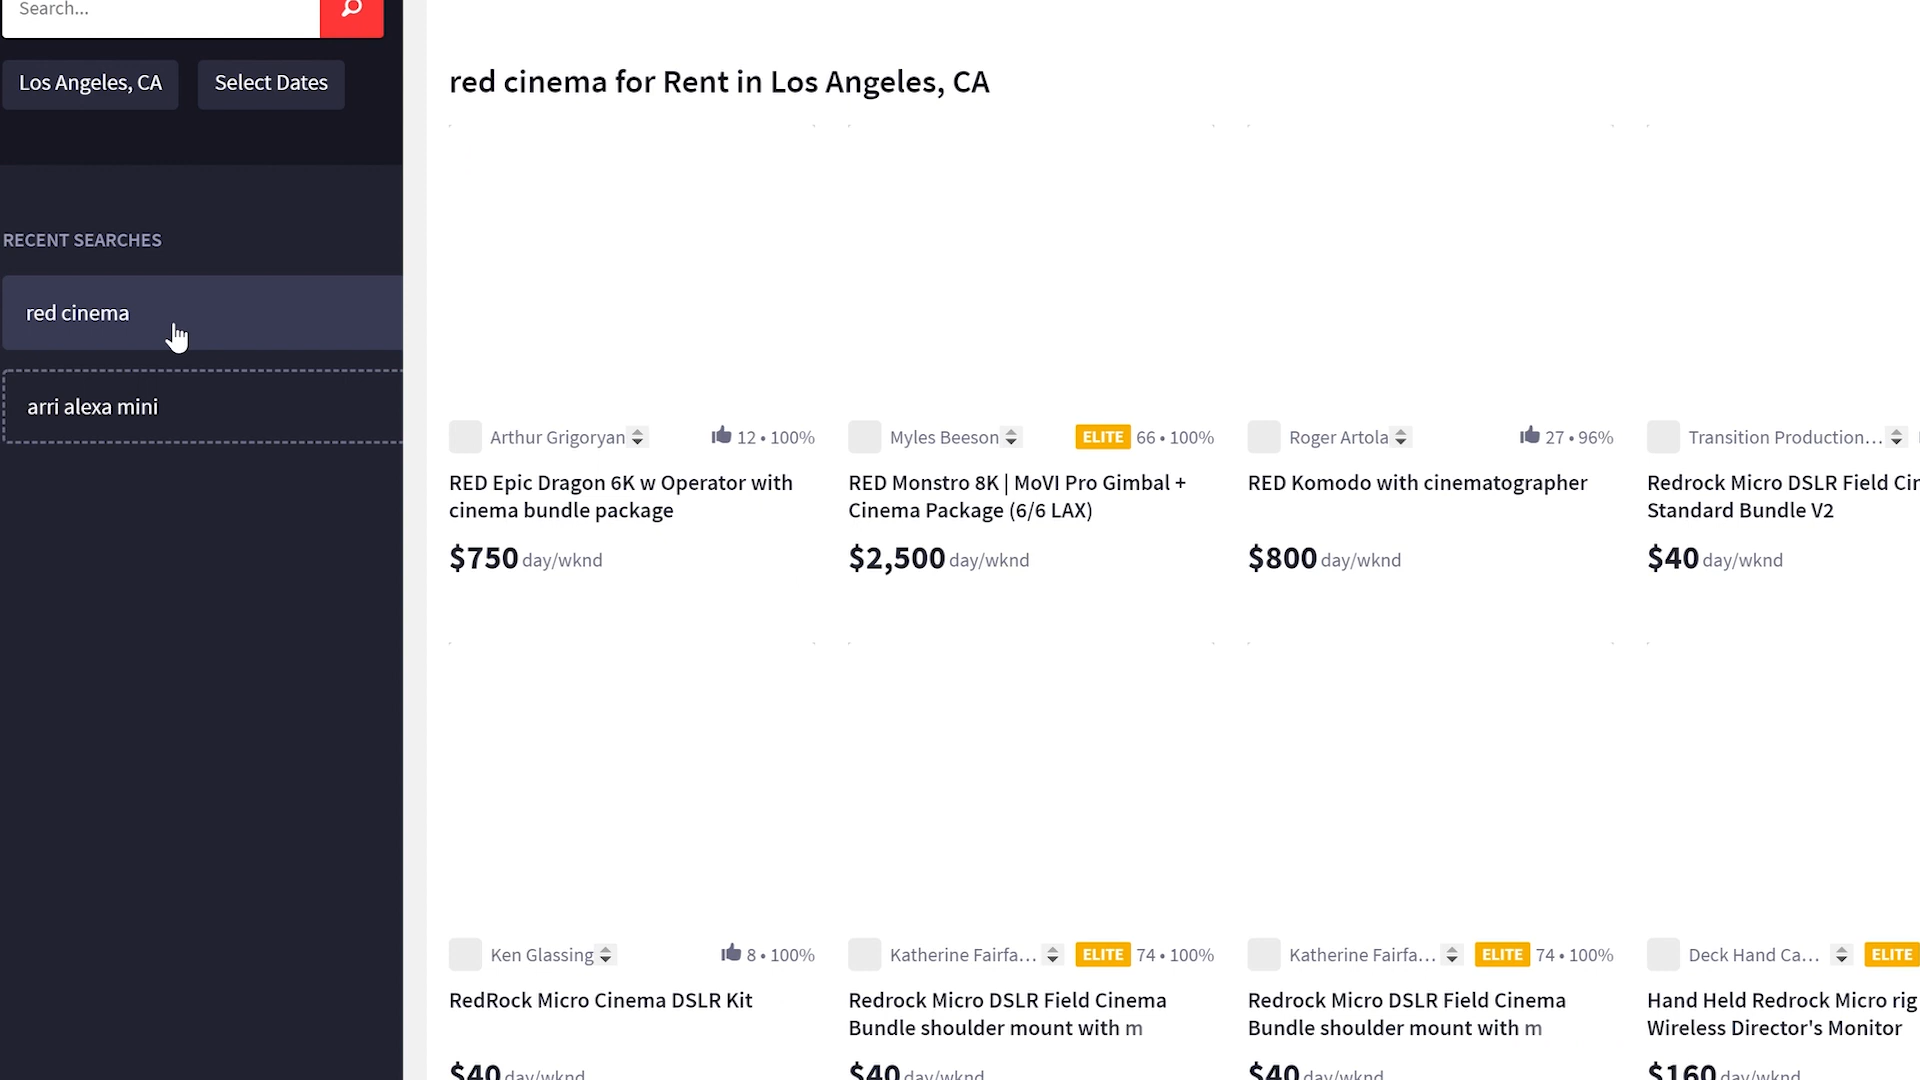 Search...
Los Angeles, CA
Select Dates
RECENT SEARCHES
red cinema
arri alexa mini
red cinema for Rent in Los Angeles, CA
Arthur Grigoryan 12 • 100%
RED Epic Dragon 6K w Operator with
cinema bundle package
$750 day/wknd
Myles Beeson ELITE 66 • 100%
RED Monstro 8K | MoVI Pro Gimbal +
Cinema Package (6/6 LAX)
$2,500 day/wknd
Roger Artola 27 • 96%
RED Komodo with cinematographer
$800 day/wknd
Transition Production...
Redrock Micro DSLR Field Cin
Standard Bundle V2
$40 day/wknd
Ken Glassing 8 • 100%
RedRock Micro Cinema DSLR Kit
$40 day/wknd
Katherine Fairfa... ELITE 74 • 100%
Redrock Micro DSLR Field Cinema
Bundle shoulder mount with m
$40 day/wknd
Katherine Fairfa... ELITE 74 • 100%
Redrock Micro DSLR Field Cinema
Bundle shoulder mount with m
$40 day/wknd
Deck Hand Ca... ELITE
Hand Held Redrock Micro rig
Wireless Director's Monitor
$160 day/wknd